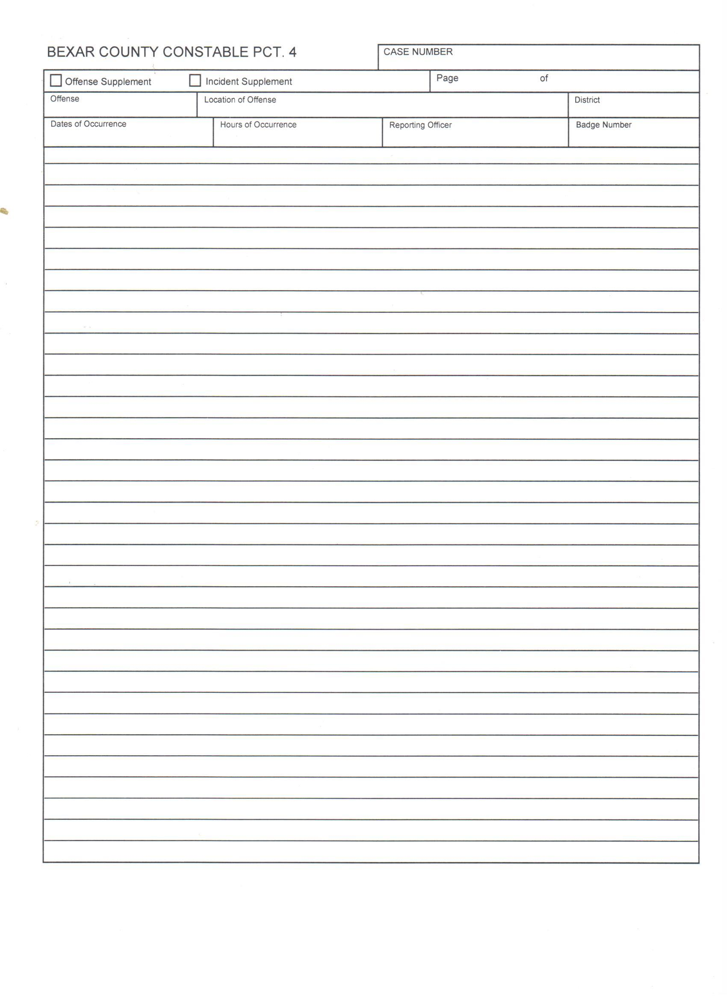 BEXAR COUNTY CONSTABLE PCT. 4
CASE NUMBER
Offense Supplement Incident Supplement Page of
Offense Location of Offense District
Dates of Occurrence Hours of Occurrence Reporting Officer Badge Number